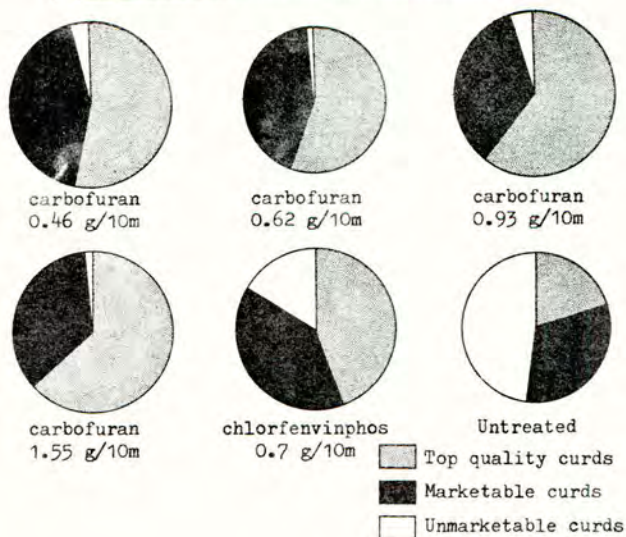 carbofuran
0.46 g/10m
carbofuran
0.62 g/10m
carbofuran
0.93 g/10m
carbofuran
1.55 g/10m
chlorfenvinphos
0.7 g/10m
Untreated
Top quality curds
Marketable curds
Unmarketable curds